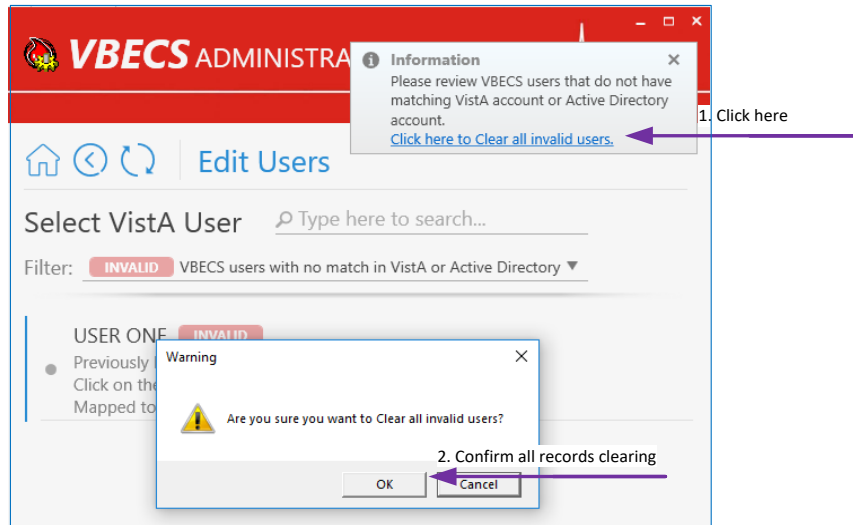 VBECS ADMINISTRA
Information
Please review VBECS users that do not have
matching VistA account or Active Directory
account.
Click here to Clear all invalid users.
1. Click here
Edit Users
Select VistA User
Type here to search...
Filter: INVALID VBECS users with no match in VistA or Active Directory
USER ONE INVALID
Previously
Click on the
Mapped to
Warning
Are you sure you want to Clear all invalid users?
2. Confirm all records clearing
OK
Cancel